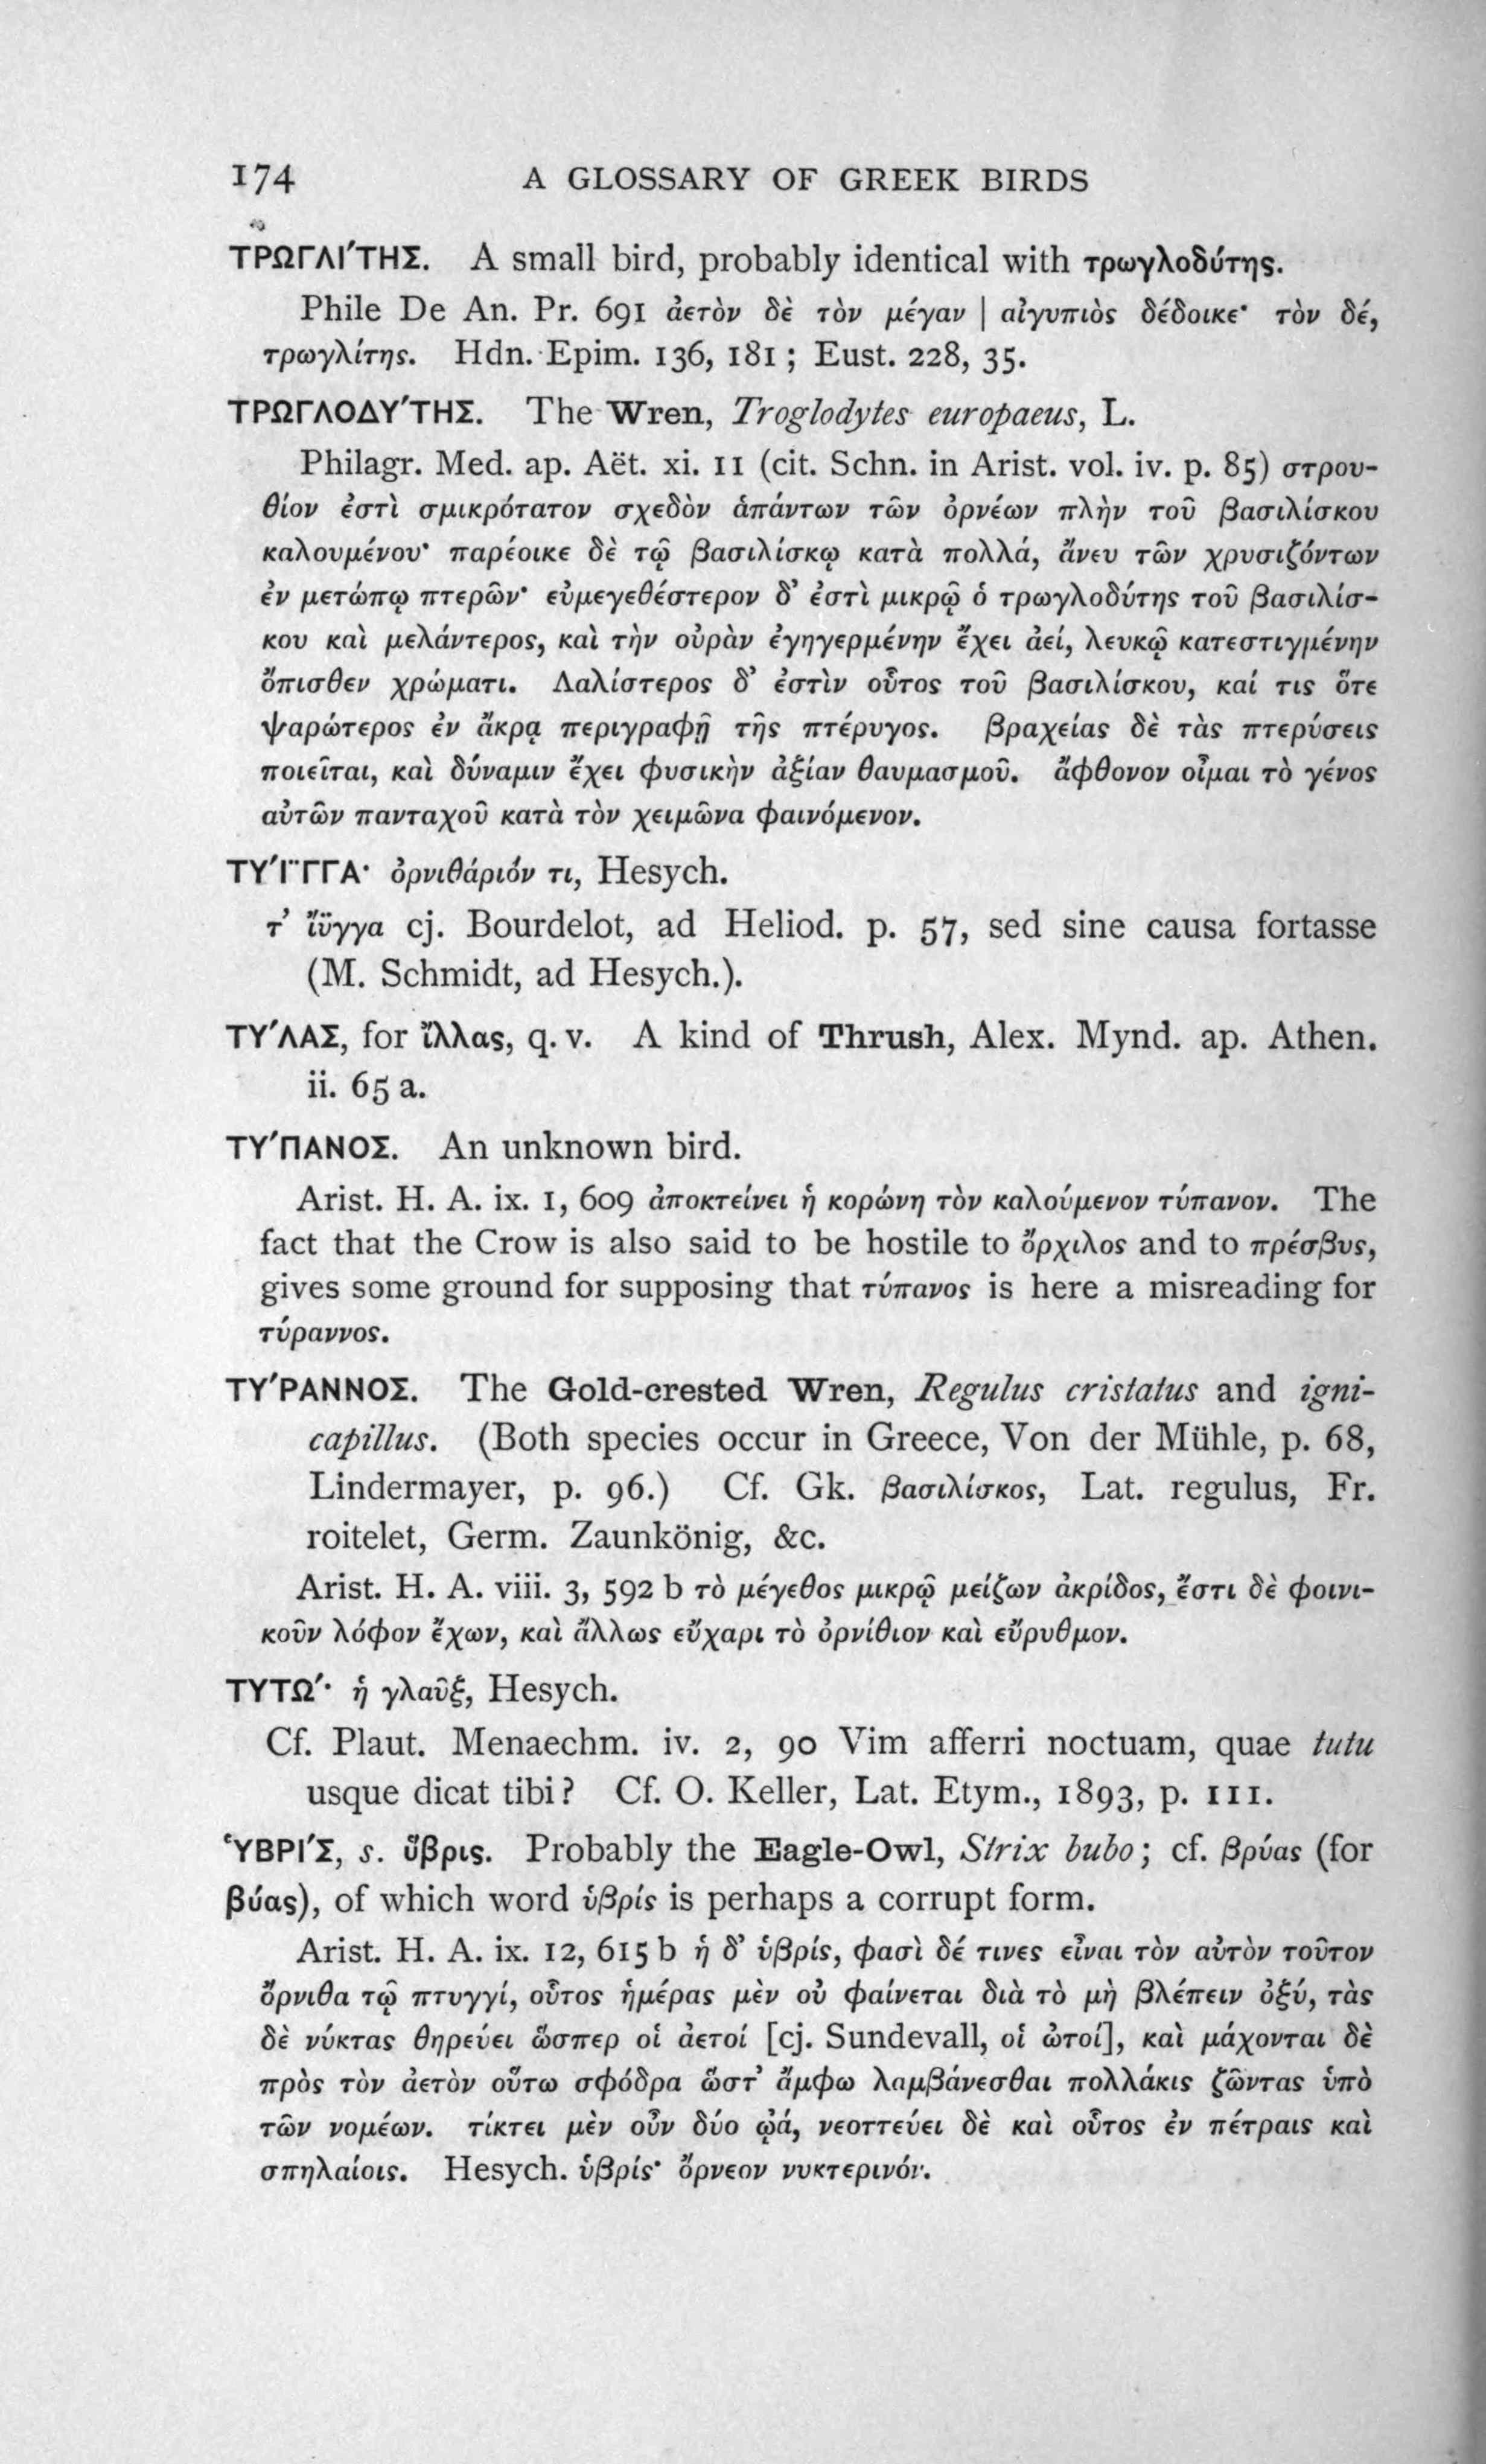 174 A GLOSSARY OF GREEK BIRDS
ΤΡΩΓΛΙ´ΤΗΣ. A small bird, probably identical with τρωγλοδύτης.
Phile De An. Pr. 691 ἀετὸν δὲ τὸν μέγαν | αἰγυπιὸς δέδοικε· τὸν δέ,
τρωγλίτης. Hdn. Epim. 136, 181 ; Eust. 228, 35.
ΤΡΩΓΛΟΔΥ´ΤΗΣ. The Wren, Troglodytes europaeus, L.
Philagr. Med. ap. Aët. xi. 11 (cit. Schn. in Arist. vol. iv. p. 85) στρου-
θίον ἐστὶ σμικρότατον σχεδὸν ἁπάντων τῶν ὀρνέων πλὴν τοῦ βασιλίσκου
καλουμένου· παρέοικε δὲ τῷ βασιλίσκῳ κατὰ πολλά, ἄνευ τῶν χρυσιζόντων
ἐν μετώπῳ πτερῶν· εὐμεγεθέστερον δ’ ἐστὶ μικρῷ ὁ τρωγλοδύτης τοῦ βασιλίσ-
κου καὶ μελάντερος, καὶ τὴν οὐρὰν ἐγηγερμένην ἔχει ἀεί, λευκῷ κατεστιγμένην
ὄπισθεν χρώματι. Λαλίστερος δ’ ἐστὶν οὗτος τοῦ βασιλίσκου, καί τις ὅτε
ψαρώτερος ἐν ἄκρᾳ περιγραφῇ τῆς πτέρυγος. βραχείας δὲ τὰς πτερύσεις
ποιεῖται, καὶ δύναμιν ἔχει φυσικὴν ἀξίαν θαυμασμοῦ. ἄφθονον οἶμαι τὸ γένος
αὐτῶν πανταχοῦ κατὰ τὸν χειμῶνα φαινόμενον.
ΤΥ´Ϊ´ΓΓΑ· ὀρνιθάριόν τι, Hesych.
τ’ ἴϋγγα cj. Bourdelot, ad Heliod. p. 57, sed sine causa fortasse
(M. Schmidt, ad Hesych.).
ΤΥ´ΛΑΣ, for ἴλλας, q. v. A kind of Thrush, Alex. Mynd. ap. Athen.
ii. 65 a.
ΤΥ´ΠΑΝΟΣ. An unknown bird.
Arist. H. A. ix. 1, 609 ἀποκτείνει ἡ κορώνη τὸν καλούμενον τύπανον. The
fact that the Crow is also said to be hostile to ὄρχιλος and to πρέσβυς,
gives some ground for supposing that τύπανος is here a misreading for
τύραννος.
ΤΥ´ΡΑΝΝΟΣ. The Gold-crested Wren, Regulus cristatus and igni-
capillus. (Both species occur in Greece, Von der Mühle, p. 68,
Lindermayer, p. 96.) Cf. Gk. βασιλίσκος, Lat. regulus, Fr.
roitelet, Germ. Zaunkönig, &c.
Arist. H. A. viii. 3, 592 b τὸ μέγεθος μικρῷ μείζων ἀκρίδος, ἔστι δὲ φοινι-
κοῦν λόφον ἔχων, καὶ ἄλλως εὔχαρι τὸ ὀρνίθιον καὶ εὔρυθμον.
ΤΥΤΩ´· ἡ γλαῦξ, Hesych.
Cf. Plaut. Menaechm. iv. 2, 90 Vim afferri noctuam, quae tutu
usque dicat tibi ? Cf. O. Keller, Lat. Etym., 1893, p. 111.
῾ΥΒΡΙ´Σ, s. ὕβρις. Probably the Eagle-Owl, Strix bubo ; cf. βρύας (for
βύας), of which word ὑβρίς is perhaps a corrupt form.
Arist. H. A. ix. 12, 615 b ἡ δ’ ὑβρίς, φασὶ δέ τινες εἶναι τὸν αὐτὸν τοῦτον
ὄρνιθα τῷ πτυγγί, οὗτος ἡμέρας μὲν οὐ φαίνεται διὰ τὸ μὴ βλέπειν ὀξύ, τὰς
δὲ νύκτας θηρεύει ὥσπερ οἱ ἀετοί [cj. Sundevall, οἱ ὠτοί], καὶ μάχονται δὲ
πρὸς τὸν ἀετὸν οὕτω σφόδρα ὥστ’ ἄμφω λαμβάνεσθαι πολλάκις ζῶντας ὑπὸ
τῶν νομέων. τίκτει μὲν οὖν δύο ᾠά, νεοττεύει δὲ καὶ οὗτος ἐν πέτραις καὶ
σπηλαίοις. Hesych. ὑβρίς· ὄρνεον νυκτερινόν.